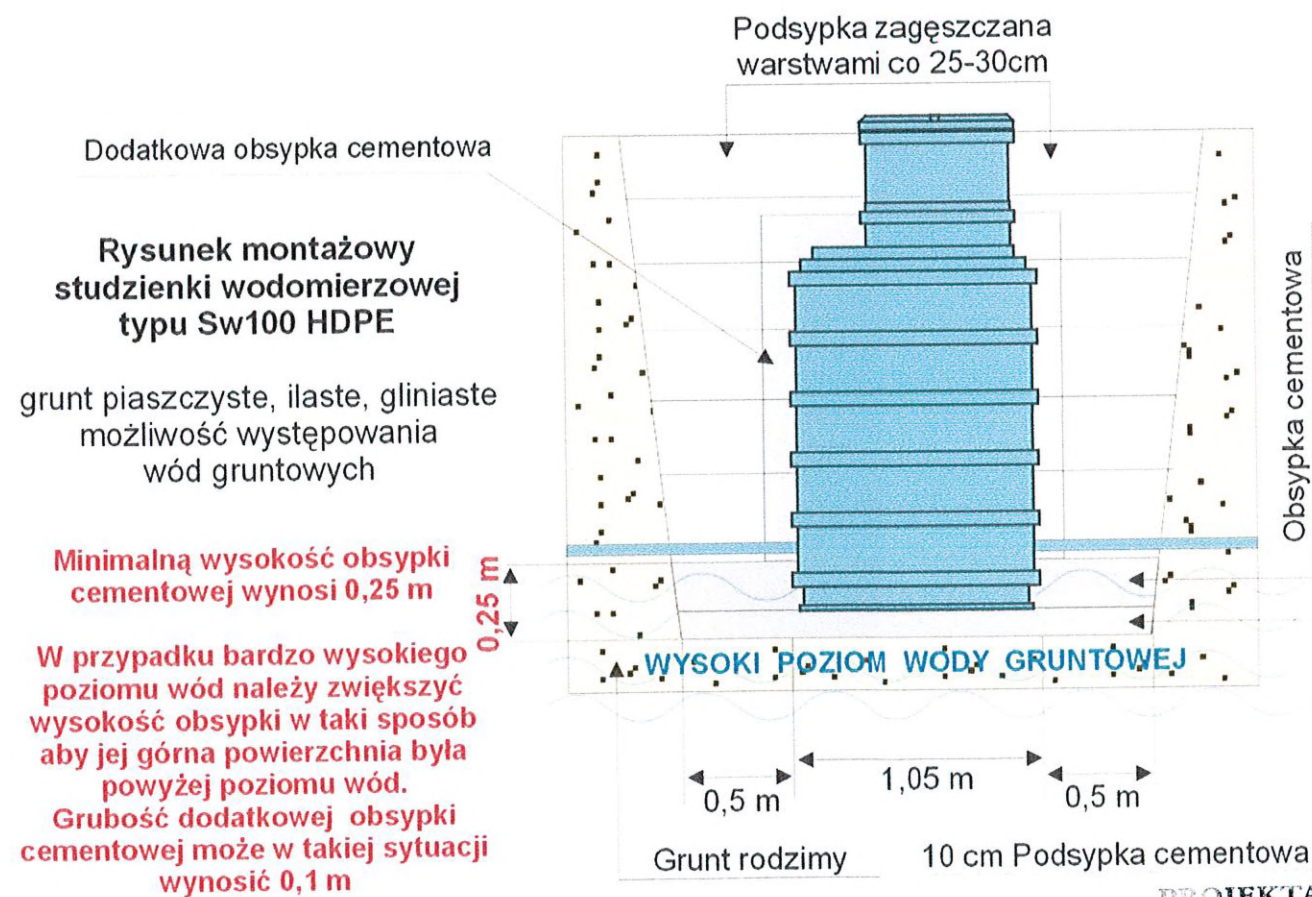 Podsypka zagęszczana
warstwami co 25-30cm
Dodatkowa obsypka cementowa
Rysunek montażowy
studzienki wodomierzowej
typu Sw100 HDPE
grunt piaszczyste, ilaste, gliniaste
możliwość występowania
wód gruntowych
Minimalną wysokość obsypki
cementowej wynosi 0,25 m
W przypadku bardzo wysokiego
poziomu wód należy zwiększyć
wysokość obsypki w taki sposób
aby jej górna powierzchnia była
powyżej poziomu wód.
Grubość dodatkowej obsypki
cementowej może w takiej sytuacji
wynosić 0,1 m
0,25 m
Obsypka cementowa
WYSOKI POZIOM WODY GRUNTOWEJ
0,5 m
1,05 m
0,5 m
Grunt rodzimy
10 cm Podsypka cementowa